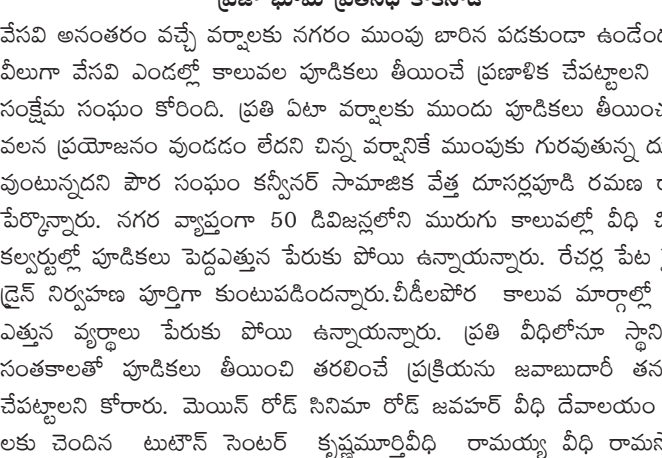 ప్రజా భూమి ప్రతినిధి కాకినాడ
వేసవి అనంతరం వచ్చే వర్షాలకు నగరం ముంపు బారిన పడకుండా
వీలుగా వేసవి ఎండల్లో కాలువల పూడికలు తీయించే ప్రణాళిక చేపట్టాలని
సంక్షేమ సంఘం కోరింది. ప్రతి ఏటా వర్షాలకు ముందు పూడికలు
వలన ప్రయోజనం వుండడం లేదని చిన్న వర్షానికే ముంపుకు గురవుతున్న
వుంటున్నదని పౌర సంఘం కన్వీనర్ సామాజిక వేత్త దూసర్లపూడి రమణ
పేర్కొన్నారు. నగర వ్యాప్తంగా 50 డివిజన్లలోని మురుగు కాలువల్లో వీధి
కల్వర్టుల్లో పూడికలు పెద్దఎత్తున పేరుకు పోయి ఉన్నాయన్నారు. రేచర్ల పేట
డ్రైన్ నిర్వహణ పూర్తిగా కుంటుపడిందన్నారు.చీడీలపోర కాలువ మార్గాల్లో
ఎత్తున వ్యర్థాలు పేరుకు పోయి ఉన్నాయన్నారు. ప్రతి వీధిలోనూ
సంతకాలతో పూడికలు తీయించి తరలించే ప్రక్రియను జవాబుదారీ
చేపట్టాలని కోరారు. మెయిన్ రోడ్ సినిమా రోడ్ జవహర్ వీధి దేవాలయం
లకు చెందిన టుటౌన్ సెంటర్ కృష్ణమూర్తివీధి రామయ్య వీధి